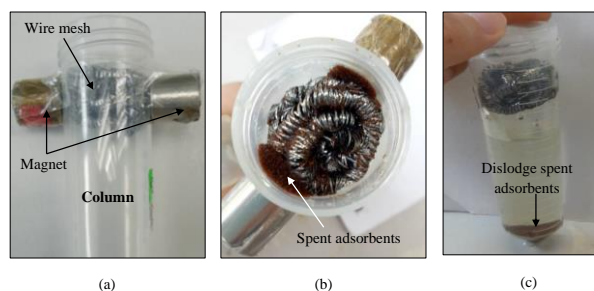 Wire mesh
Magnet
Column
(a)
Spent adsorbents
(b)
Dislodge spent
adsorbents
(c)